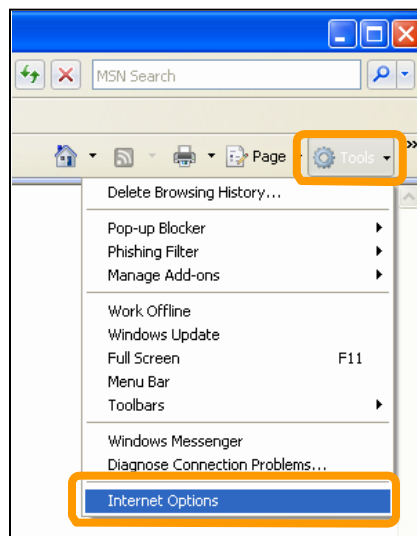 MSN Search
Page Tools
Delete Browsing History...
Pop-up Blocker
Phishing Filter
Manage Add-ons
Work Offline
Windows Update
Full Screen F11
Menu Bar
Toolbars
Windows Messenger
Diagnose Connection Problems...
Internet Options